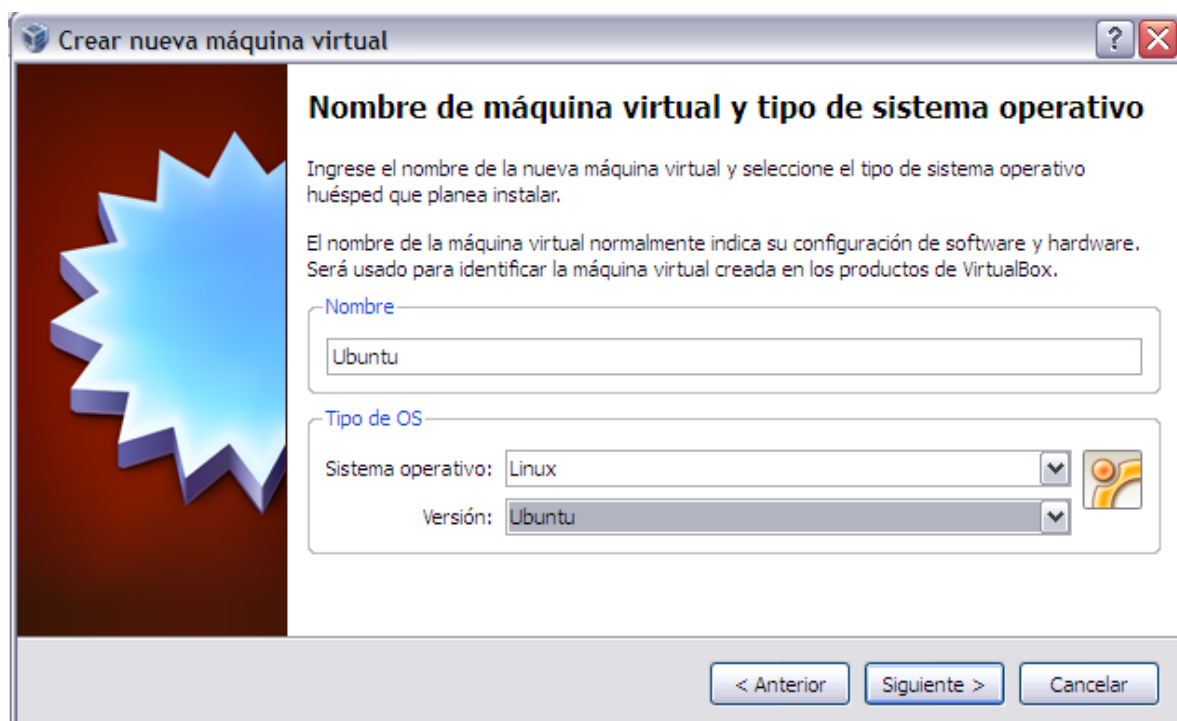 Crear nueva máquina virtual
Nombre de máquina virtual y tipo de sistema operativo
Ingrese el nombre de la nueva máquina virtual y seleccione el tipo de sistema operativo
huésped que planea instalar.
El nombre de la máquina virtual normalmente indica su configuración de software y hardware.
Será usado para identificar la máquina virtual creada en los productos de VirtualBox.
Nombre
Ubuntu
Tipo de OS
Sistema operativo: Linux
Versión: Ubuntu
< Anterior Siguiente > Cancelar